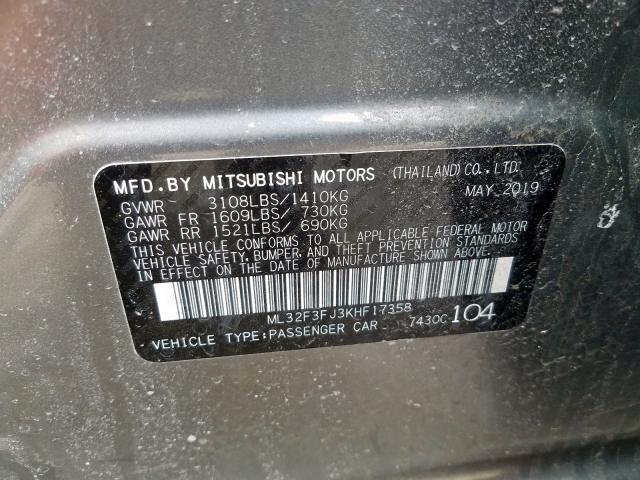 MFD.BY MITSUBISHI MOTORS (THAILAND)CO.,LTD.
GVWR 3108LBS/1410KG MAY 2019
GAWR FR 1609LBS/ 730KG
GAWR RR 1521LBS/ 690KG
THIS VEHICLE CONFORMS TO ALL APPLICABLE FEDERAL MOTOR
VEHICLE SAFETY, BUMPER, AND THEFT PREVENTION STANDARDS
IN EFFECT ON THE DATE OF MANUFACTURE SHOWN ABOVE.
ML32F3FJ3KHF17358
VEHICLE TYPE:PASSENGER CAR 7430C 104